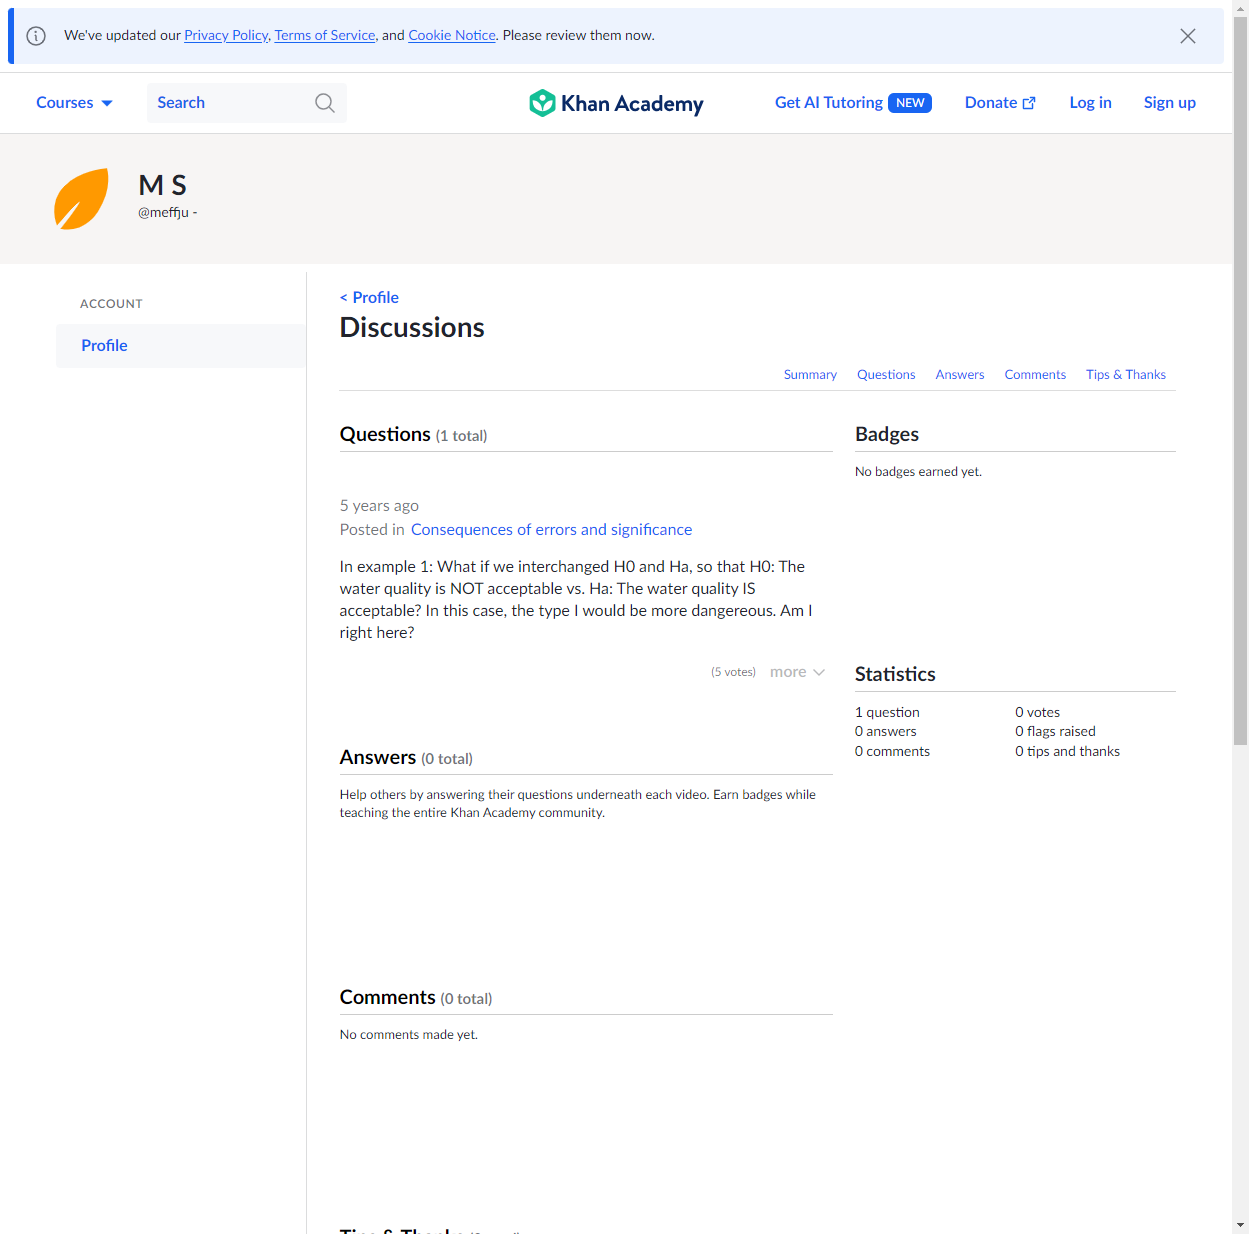 We've updated our Privacy Policy, Terms of Service, and Cookie Notice. Please review them now.
Courses
Search
Khan Academy
Get AI Tutoring NEW
Donate
Log in
Sign up
M S
@meffju -
ACCOUNT
Profile
< Profile
Discussions
Summary
Questions
Answers
Comments
Tips & Thanks
Questions (1 total)
5 years ago
Posted in Consequences of errors and significance
In example 1: What if we interchanged H0 and Ha, so that H0: The
water quality is NOT acceptable vs. Ha: The water quality IS
acceptable? In this case, the type I would be more dangereous. Am I
right here?
(5 votes)
more
Badges
No badges earned yet.
Statistics
1 question
0 votes
0 answers
0 flags raised
0 comments
0 tips and thanks
Answers (0 total)
Help others by answering their questions underneath each video. Earn badges while
teaching the entire Khan Academy community.
Comments (0 total)
No comments made yet.